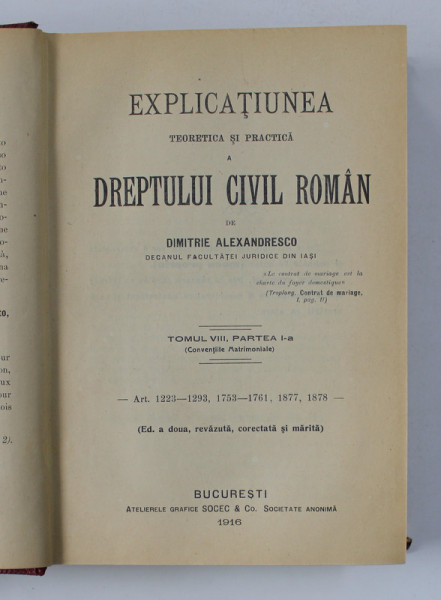 EXPLICAȚIUNEA
TEORETICA ȘI PRACTICĂ
A
DREPTULUI CIVIL ROMÂN
DE
DIMITRIE ALEXANDRESCO
DECANUL FACULTĂȚEI JURIDICE DIN IAȘI
«Le contrat de mariage est la
charte du foyer domestique»
(Troplong, Contrat de mariage,
I, pag. II)
TOMUL VIII, PARTEA I-a
(Convențiile Matrimoniale)
— Art. 1223—1293, 1753—1761, 1877, 1878 —
(Ed. a doua, revăzută, corectată și mărită)
BUCUREȘTI
ATELIERELE GRAFICE SOCEC & Co. SOCIETATE ANONIMĂ
1916